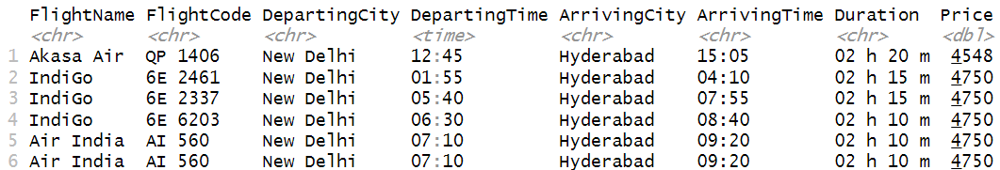 FlightName FlightCode DepartingCity DepartingTime ArrivingCity ArrivingTime Duration Price
<chr> <chr> <chr> <time> <chr> <time> <chr> <dbl>
1 Akasa Air QP 1406 New Delhi 12:45 Hyderabad 15:05 02 h 20 m 4548
2 IndiGo 6E 2461 New Delhi 01:55 Hyderabad 04:10 02 h 15 m 4750
3 IndiGo 6E 2337 New Delhi 05:40 Hyderabad 07:55 02 h 15 m 4750
4 IndiGo 6E 6203 New Delhi 06:30 Hyderabad 08:40 02 h 10 m 4750
5 Air India AI 560 New Delhi 07:10 Hyderabad 09:20 02 h 10 m 4750
6 Air India AI 560 New Delhi 07:10 Hyderabad 09:20 02 h 10 m 4750